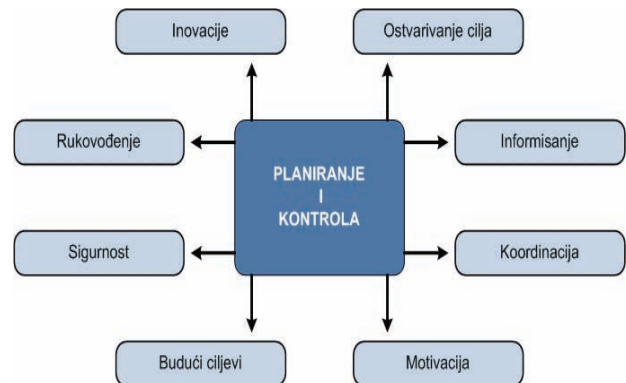 Inovacije
Ostvarivanje cilja
Rukovođenje
Informisanje
PLANIRANJE
I
KONTROLA
Sigurnost
Koordinacija
Budući ciljevi
Motivacija